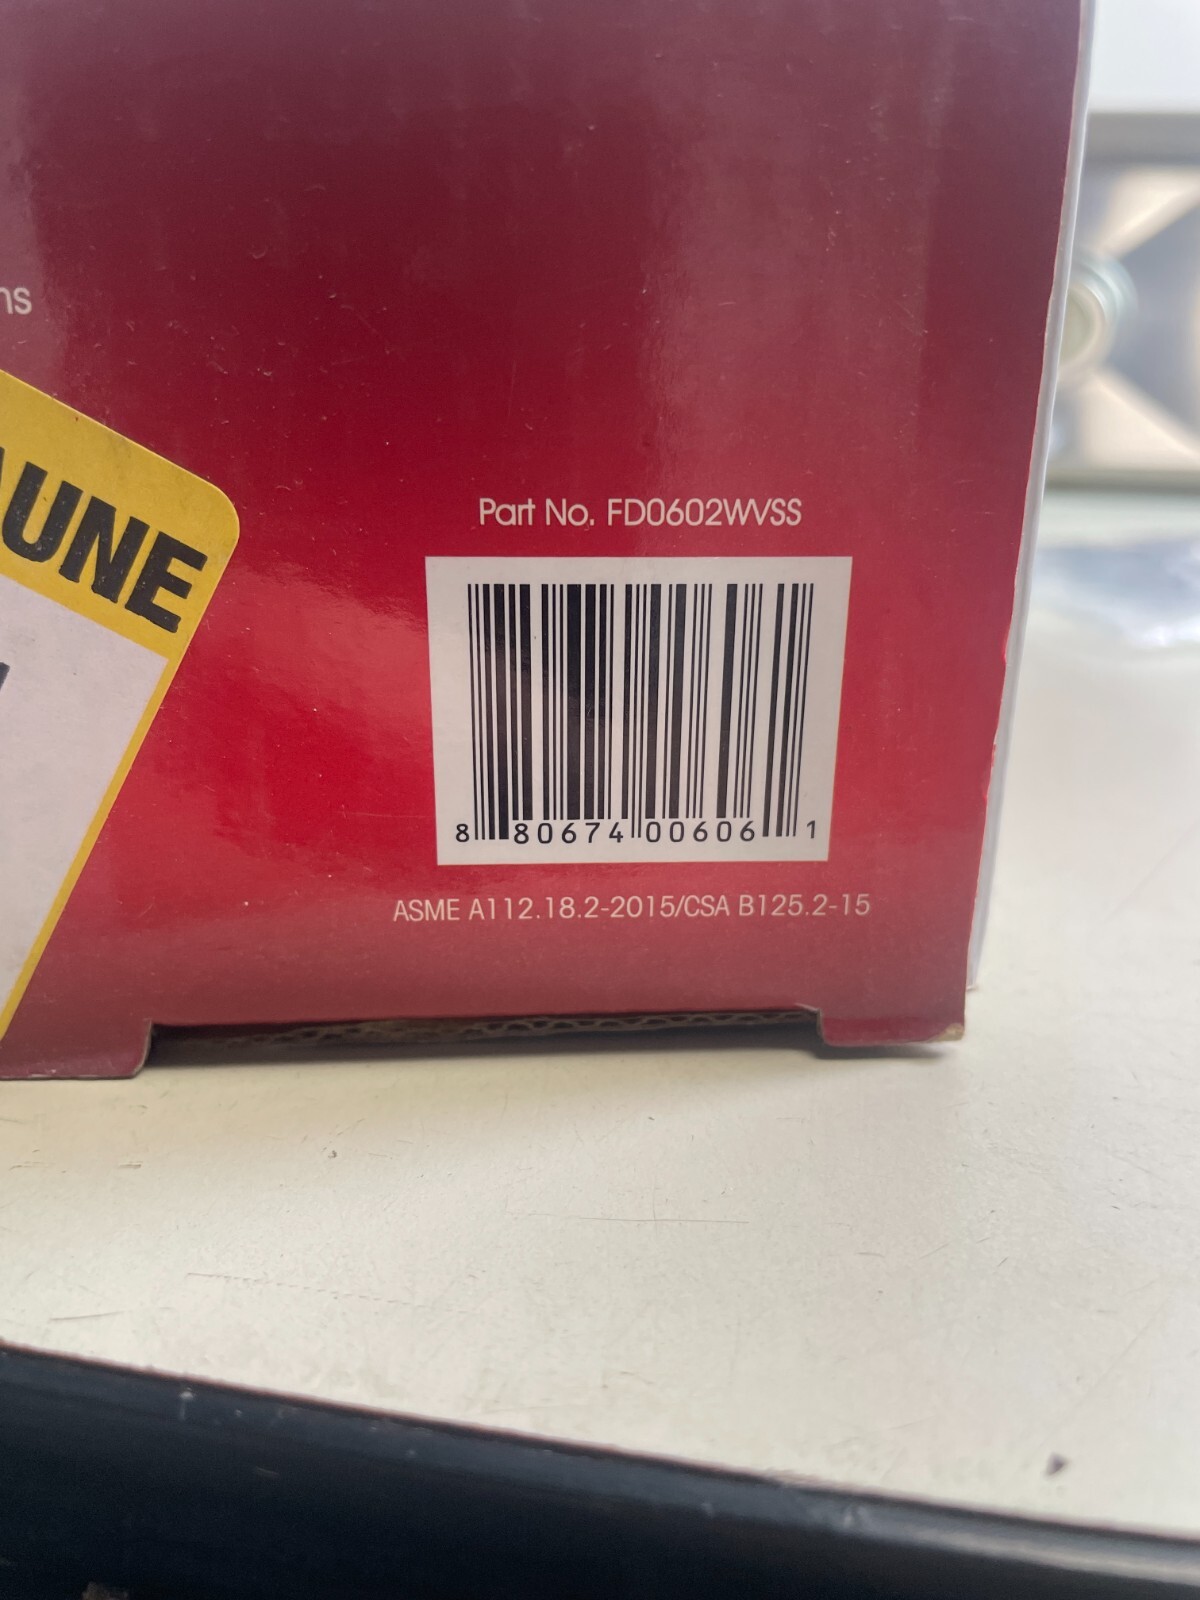 ns
AUNE
Part No. FD0602WVSS
8 80674 00606 1
ASME A112.18.2-2015/CSA B125.2-15